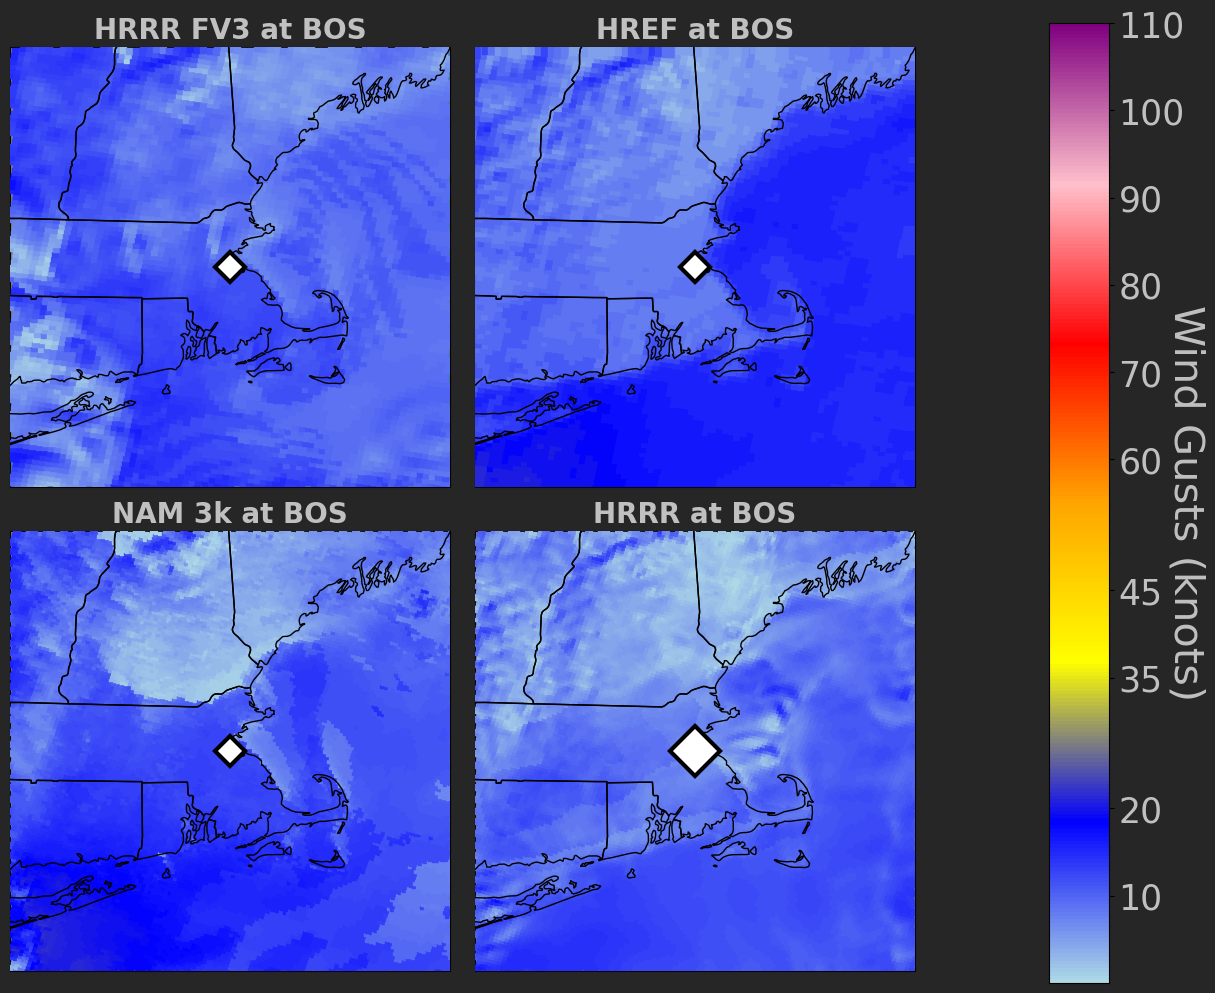 HRRR FV3 at BOS
HREF at BOS
NAM 3k at BOS
HRRR at BOS
110
100
90
80
70
60
45
35
20
10
Wind Gusts (knots)